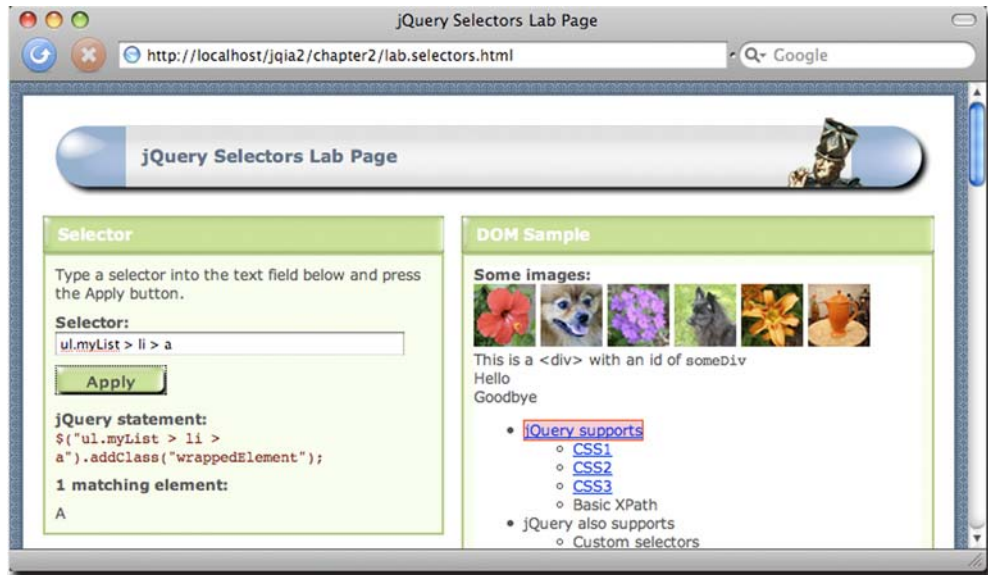 jQuery Selectors Lab Page
http://localhost/jqia2/chapter2/lab.selectors.html
Google
jQuery Selectors Lab Page
Selector
Type a selector into the text field below and press
the Apply button.
Selector:
ul.myList > li > a
Apply
jQuery statement:
$("ul.myList > li >
a").addClass("wrappedElement");
1 matching element:
A
DOM Sample
Some images:
This is a <div> with an id of someDiv
Hello
Goodbye
jQuery supports
CSS1
CSS2
CSS3
Basic XPath
jQuery also supports
Custom selectors